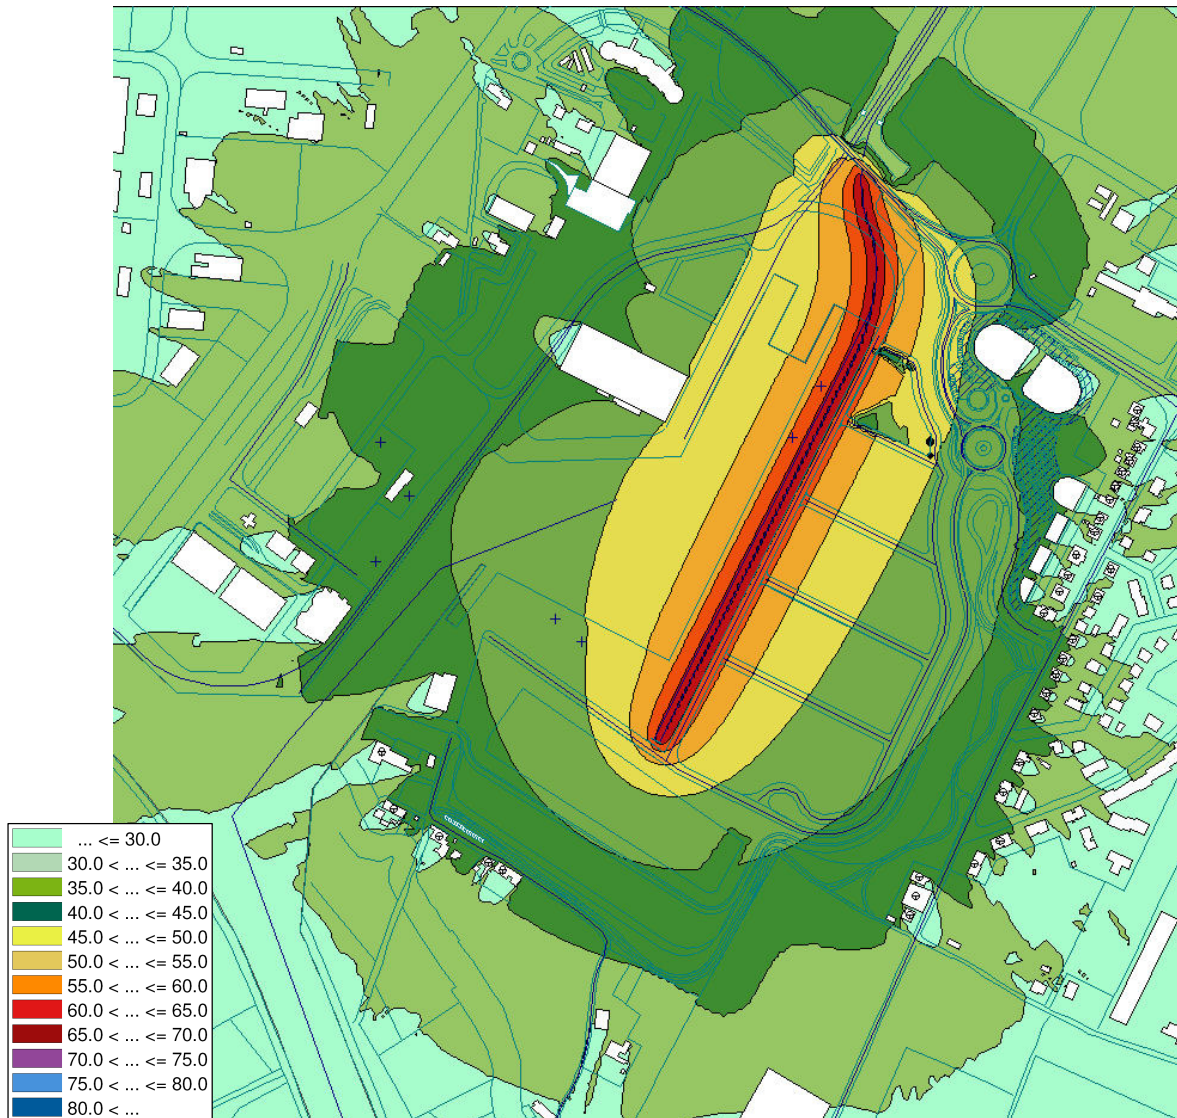 ... <= 30.0
30.0 < ... <= 35.0
35.0 < ... <= 40.0
40.0 < ... <= 45.0
45.0 < ... <= 50.0
50.0 < ... <= 55.0
55.0 < ... <= 60.0
60.0 < ... <= 65.0
65.0 < ... <= 70.0
70.0 < ... <= 75.0
75.0 < ... <= 80.0
80.0 < ...